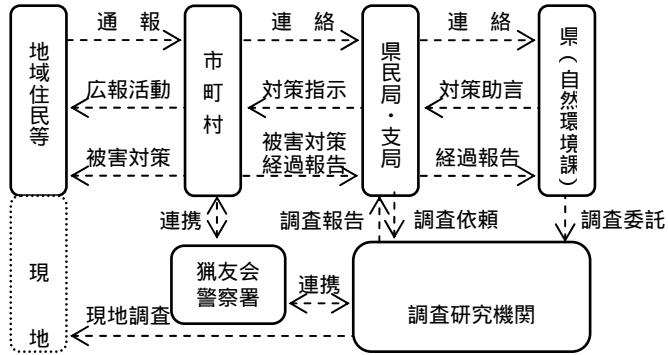 地域住民等
通　報
市町村
連　絡
県民局・支局
連　絡
県(自然環境課)
広報活動
対策指示
対策助言
被害対策
被害対策
経過報告
経過報告
連携
調査報告
調査依頼
調査委託
現　地
猟友会
警察署
連携
調査研究機関
現地調査